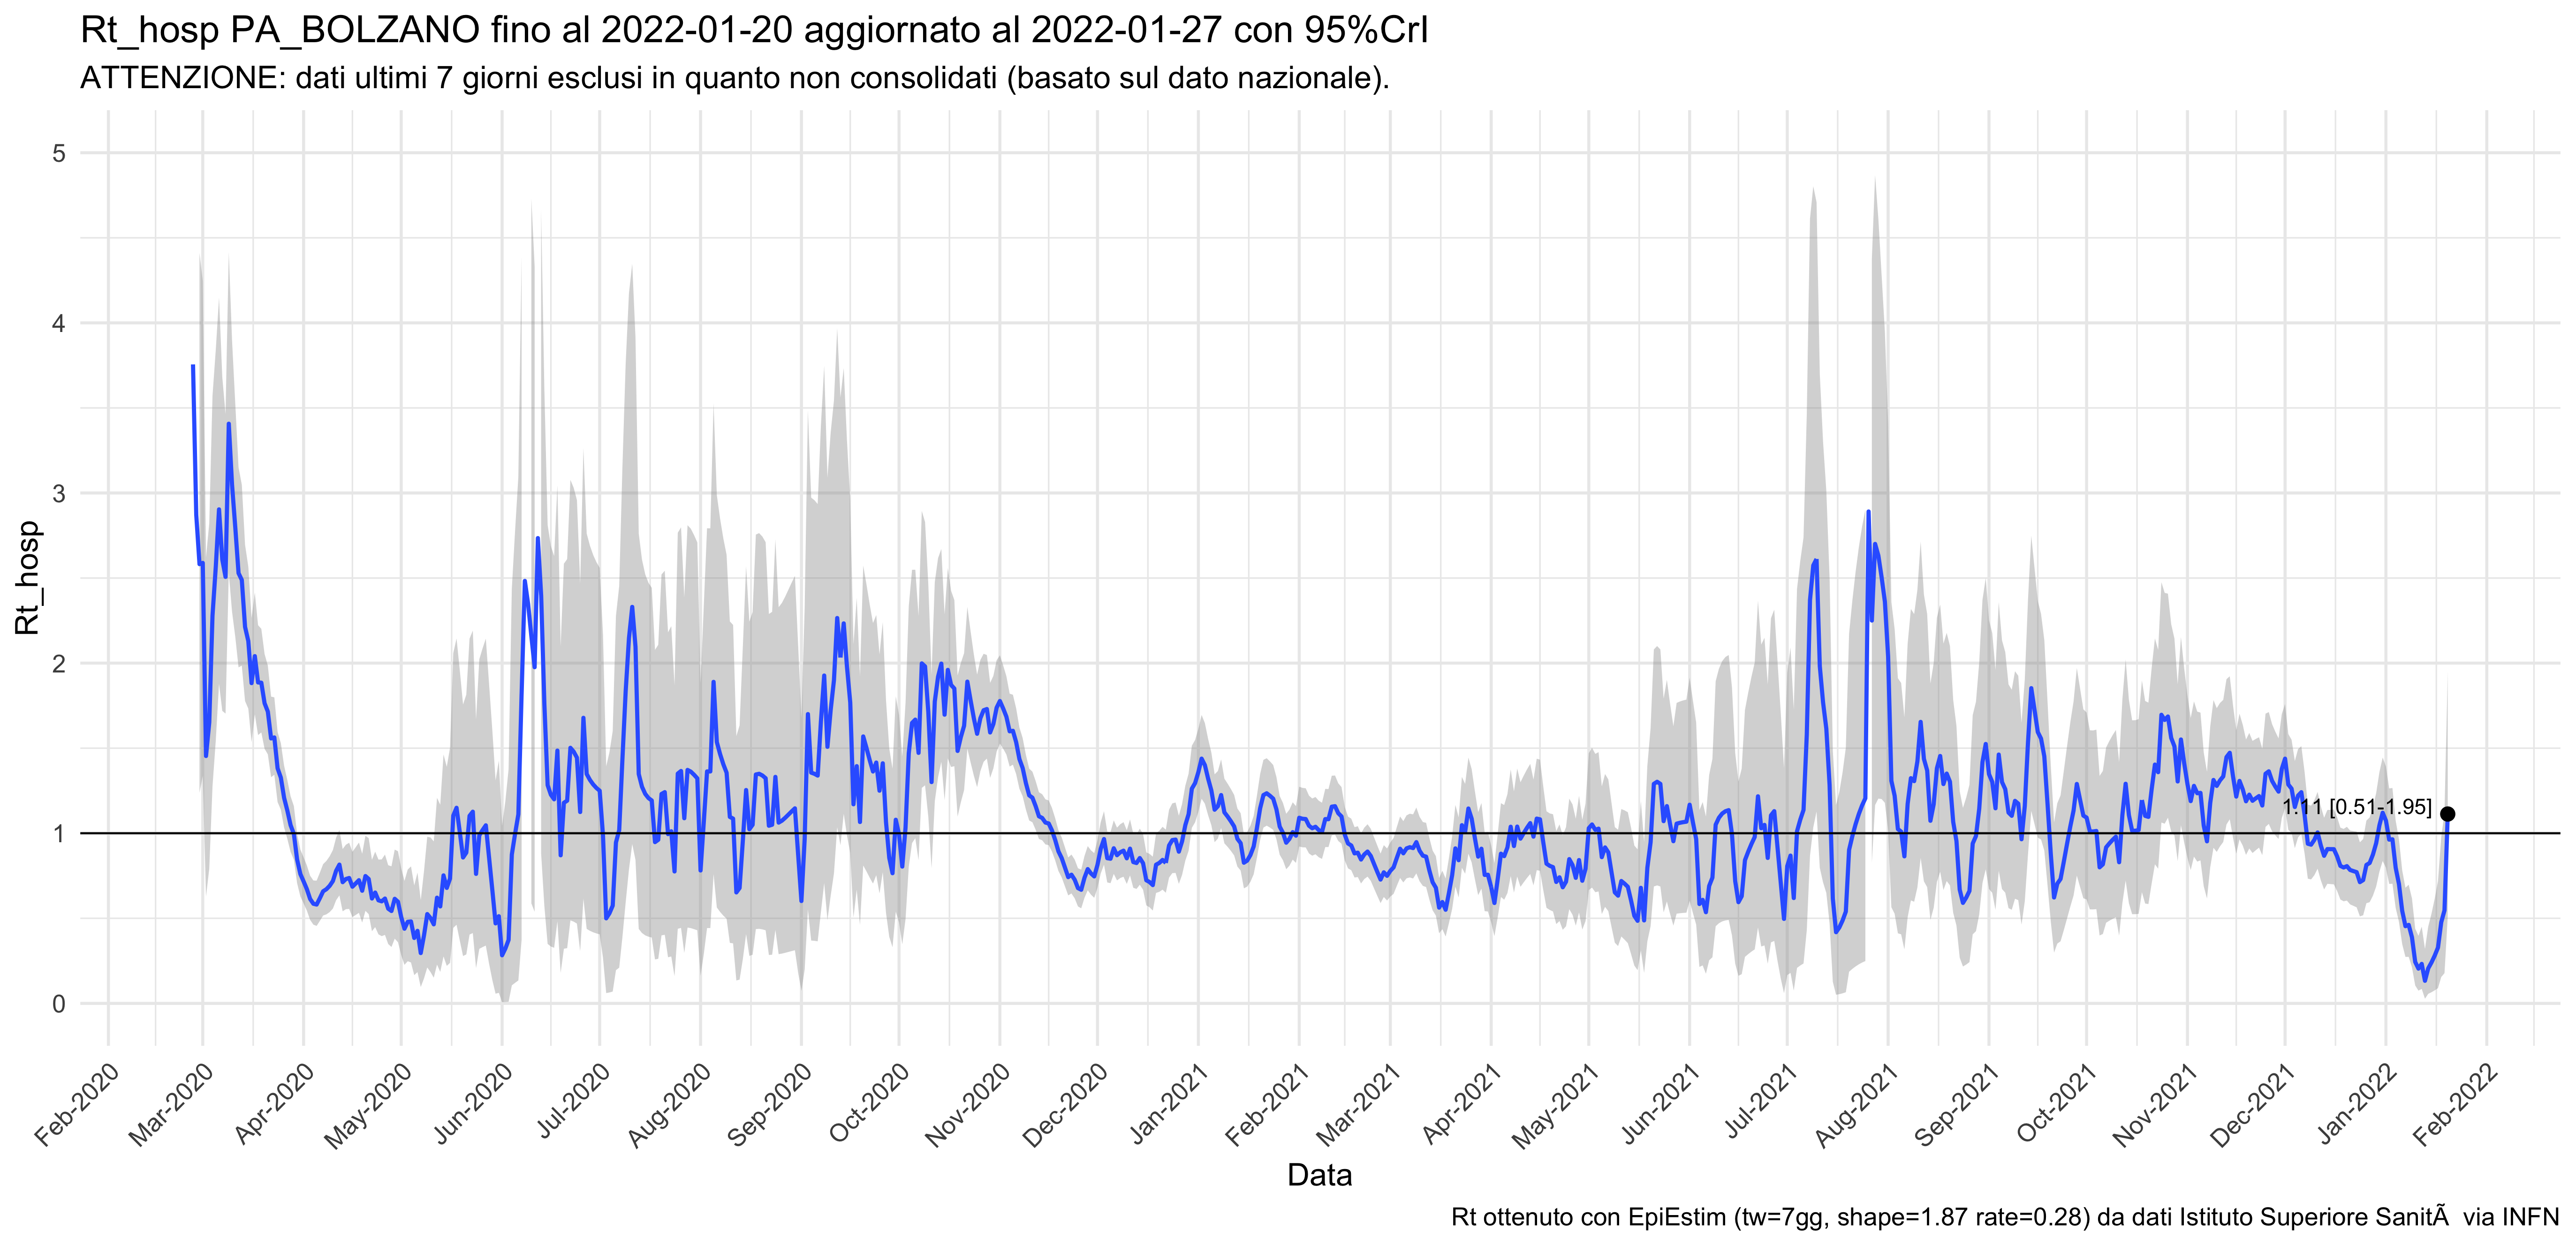 Rt_hosp PA_BOLZANO fino al 2022-01-20 aggiornato al 2022-01-27 con 95%CrI
ATTENZIONE: dati ultimi 7 giorni esclusi in quanto non consolidati (basato sul dato nazionale).
5
4
3
2
1
0
Rt_hosp
1.11 [0.51-1.95]
Feb-2020
Mar-2020
Apr-2020
May-2020
Jun-2020
Jul-2020
Aug-2020
Sep-2020
Oct-2020
Nov-2020
Dec-2020
Jan-2021
Feb-2021
Mar-2021
Apr-2021
May-2021
Jun-2021
Jul-2021
Aug-2021
Sep-2021
Oct-2021
Nov-2021
Dec-2021
Jan-2022
Feb-2022
Data
Rt ottenuto con EpiEstim (tw=7gg, shape=1.87 rate=0.28) da dati Istituto Superiore SanitÃ  via INFN